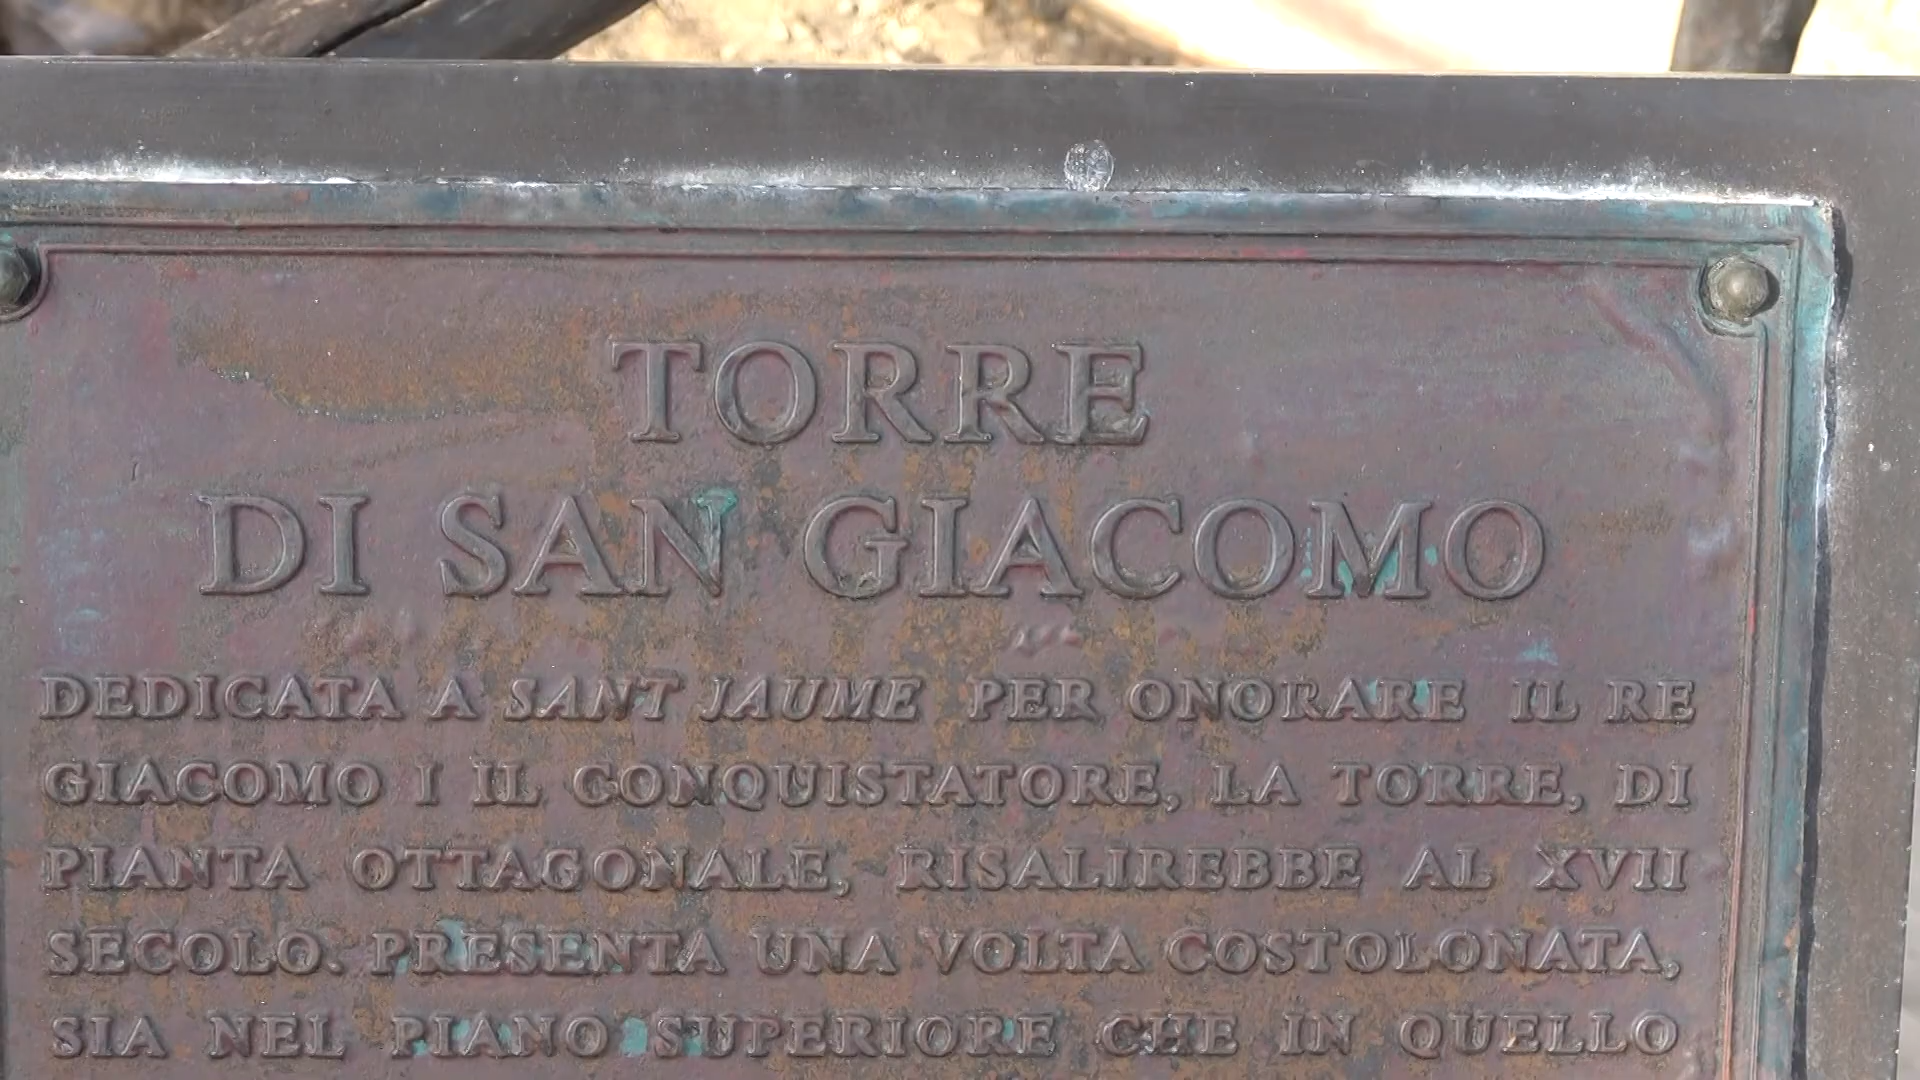 TORRE
DI SAN GIACOMO
DEDICATA A SANT JAUME PER ONORARE IL RE
GIACOMO I IL CONQUISTATORE, LA TORRE, DI
PIANTA OTTAGONALE, RISALIREBBE AL XVII
SECOLO. PRESENTA UNA VOLTA COSTOLONATA,
SIA NEL PIANO SUPERIORE CHE IN QUELLO